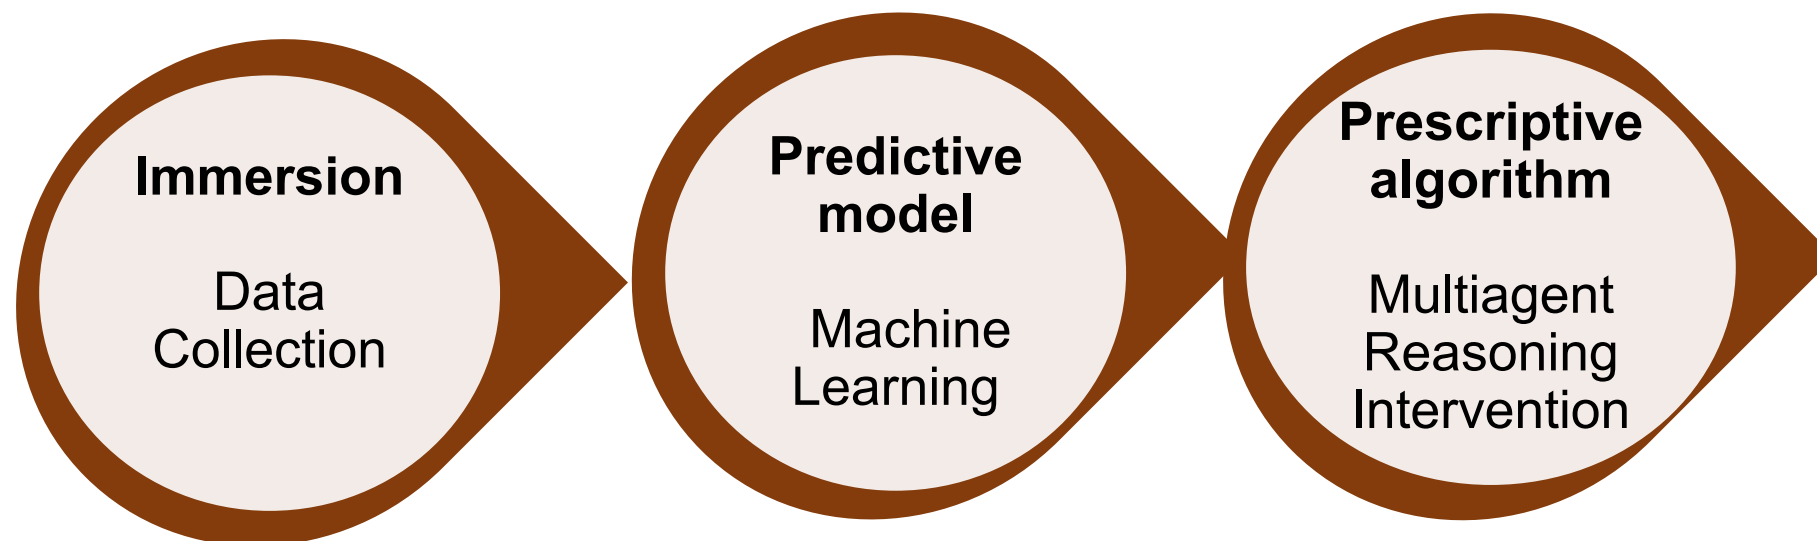 Immersion
Data
Collection
Predictive
model
Machine
Learning
Prescriptive
algorithm
Multiagent
Reasoning
Intervention